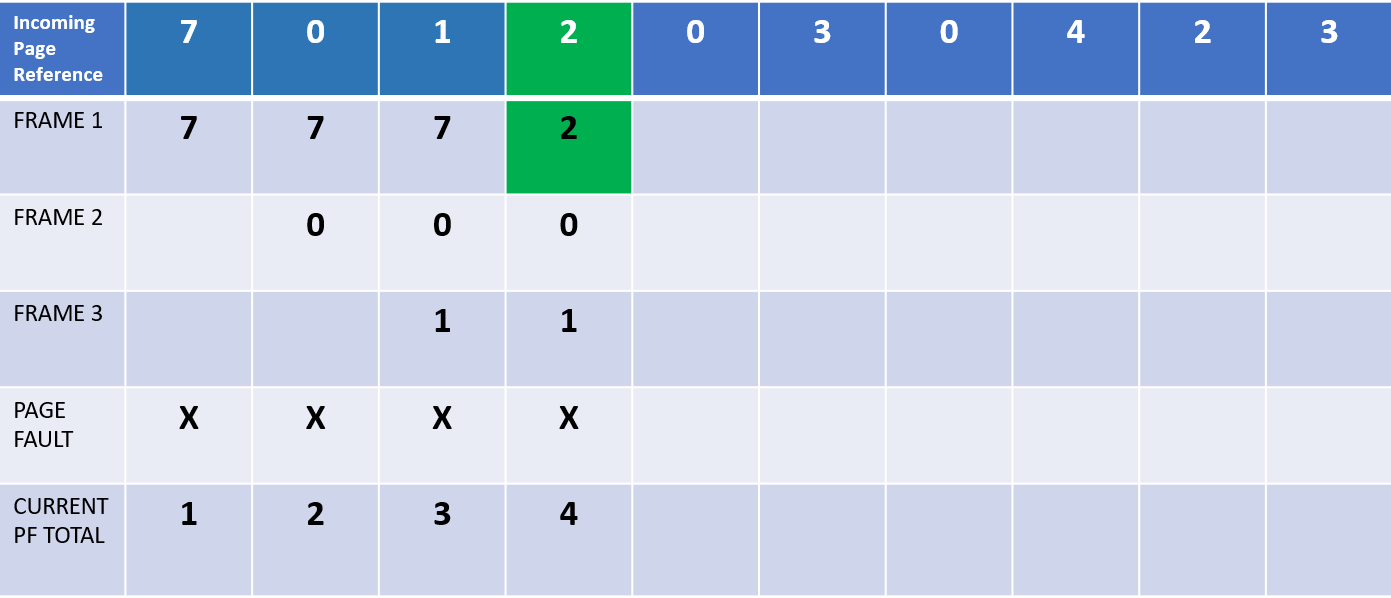 Incoming Page Reference 7 0 1 2 0 3 0 4 2 3
FRAME 1 7 7 7 2
FRAME 2 0 0 0
FRAME 3 1 1
PAGE FAULT X X X X
CURRENT PF TOTAL 1 2 3 4